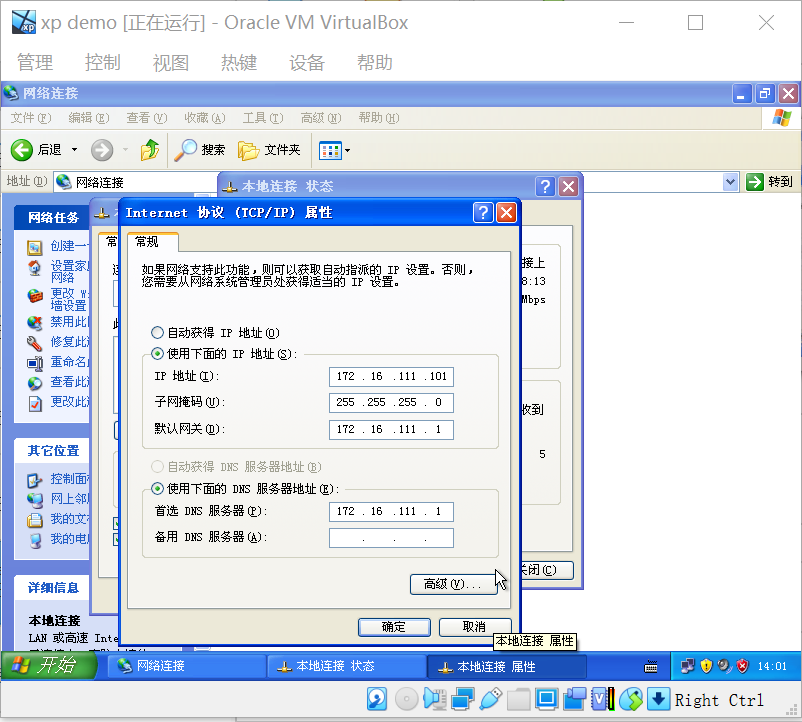 xp demo [正在运行] - Oracle VM VirtualBox
管理 控制 视图 热键 设备 帮助
网络连接
文件(F) 编辑(E) 查看(V) 收藏(A) 工具(T) 高级(N) 帮助(H)
后退 搜索 文件夹
地址(D) 网络连接 转到
本地连接 状态
网络任务
Internet 协议 (TCP/IP) 属性
常规
创建一
设置家
网络
更改 W
墙设置
禁用此
修复此
重命名
查看此
更改此
如果网络支持此功能，则可以获取自动指派的 IP 设置。否则，
您需要从网络系统管理员处获得适当的 IP 设置。
接上
8:13
Mbps
自动获得 IP 地址(O)
使用下面的 IP 地址(S):
IP 地址(I): 172 . 16 .111 .101
子网掩码(U): 255 .255 .255 . 0
默认网关(D): 172 . 16 .111 . 1
收到
5
自动获得 DNS 服务器地址(B)
使用下面的 DNS 服务器地址(E):
首选 DNS 服务器(P): 172 . 16 .111 . 1
备用 DNS 服务器(A): . . .
高级(V)...
关闭(C)
确定 取消
本地连接 属性
其它位置
控制面
网上邻
我的文
我的电
详细信息
本地连接
LAN 或高速 Inte
开始 网络连接 本地连接 状态 本地连接 属性 14:01
Right Ctrl